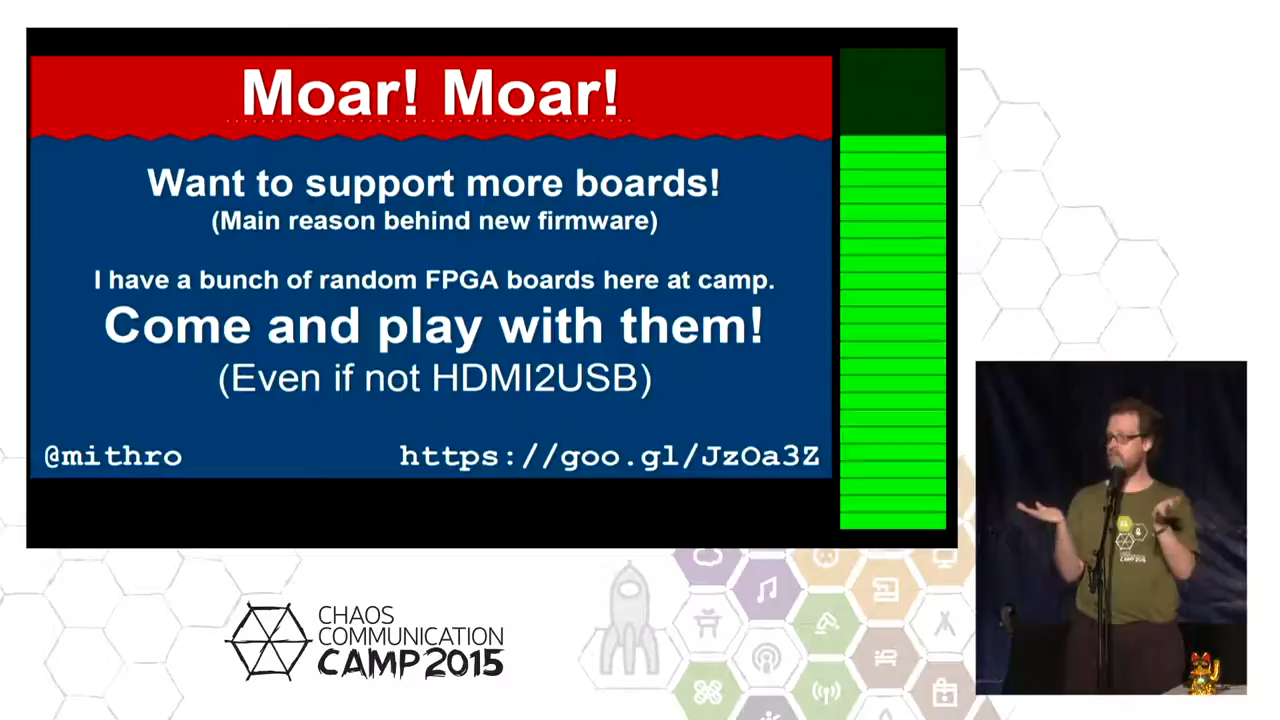 Moar! Moar!
Want to support more boards!
(Main reason behind new firmware)
I have a bunch of random FPGA boards here at camp.
Come and play with them!
(Even if not HDMI2USB)
@mithro
https://goo.gl/JzOa3Z
CHAOS
COMMUNICATION
CAMP 2015
CAMP 2015